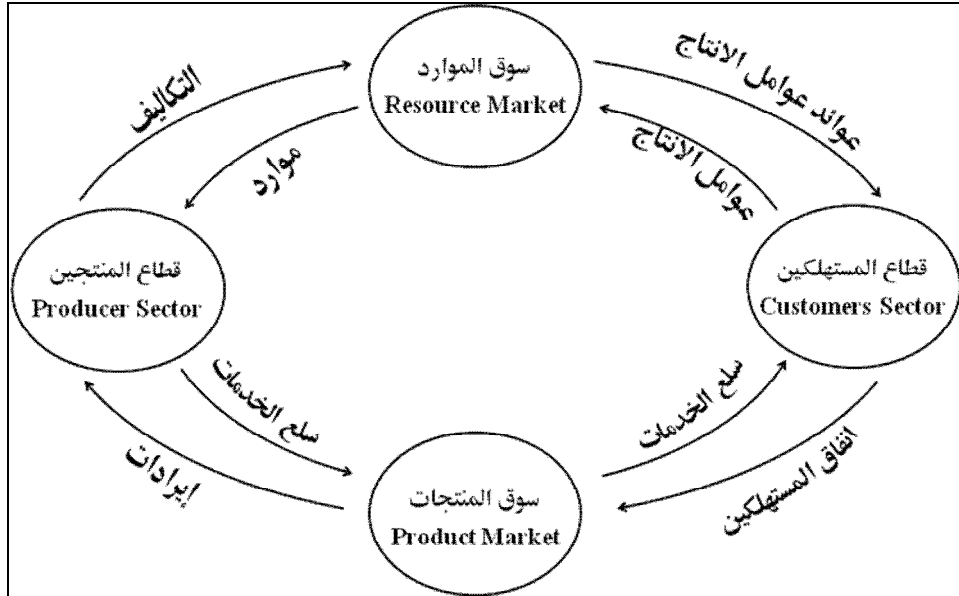 سوق الموارد
Resource Market
التكاليف
موارد
عوائد عوامل الانتاج
عوامل الانتاج
قطاع المنتجين
Producer Sector
قطاع المستهلكين
Customers Sector
سلع الخدمات
إيرادات
سلع الخدمات
انفاق المستهلكين
سوق المنتجات
Product Market